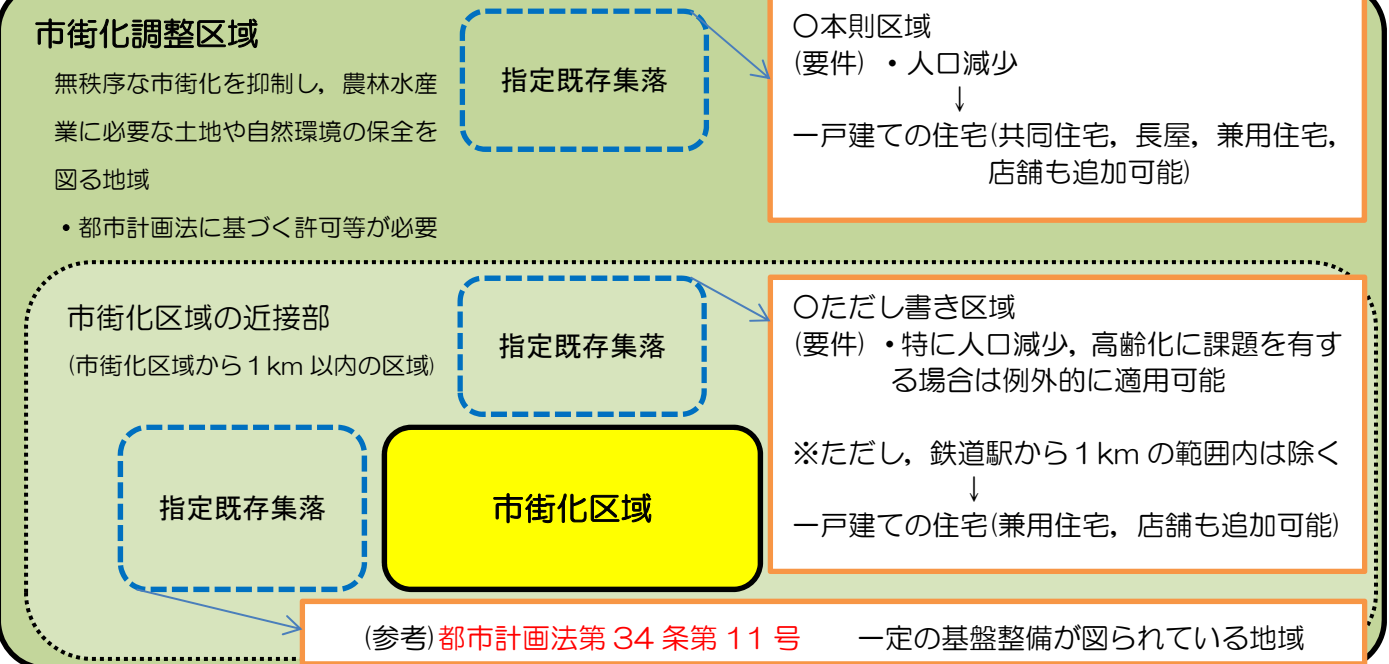 市街化調整区域
無秩序な市街化を抑制し，農林水産
業に必要な土地や自然環境の保全を
図る地域
・都市計画法に基づく許可等が必要
指定既存集落
〇本則区域
(要件) ・人口減少
↓
一戸建ての住宅(共同住宅，長屋，兼用住宅，
店舗も追加可能)
市街化区域の近接部
(市街化区域から１km 以内の区域)
指定既存集落
〇ただし書き区域
(要件) ・特に人口減少，高齢化に課題を有す
る場合は例外的に適用可能
※ただし，鉄道駅から１km の範囲内は除く
↓
一戸建ての住宅(兼用住宅，店舗も追加可能)
指定既存集落
市街化区域
(参考)都市計画法第 34 条第 11 号　　一定の基盤整備が図られている地域